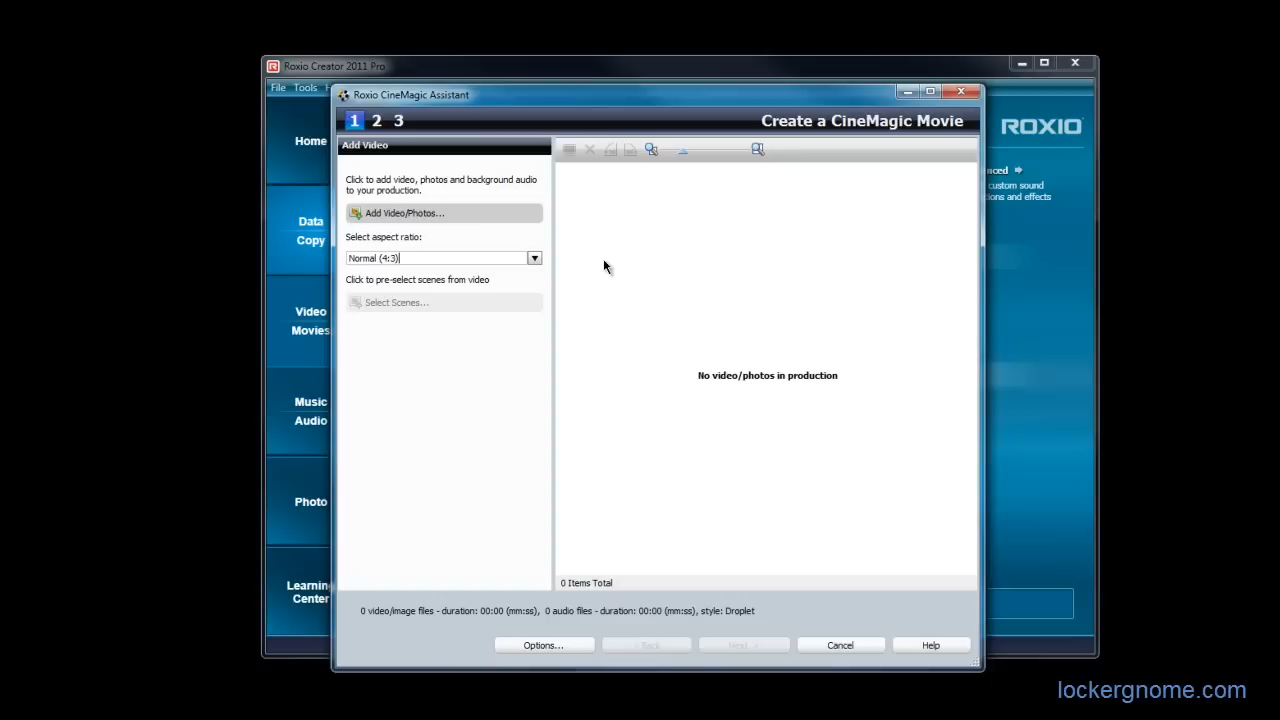 Roxio Creator 2011 Pro
File Tools
Roxio CineMagic Assistant
1 2 3
Create a CineMagic Movie
ROXIO
Home
Data
Copy
Video
Movies
Music
Audio
Photo
Learning
Center
Add Video
Click to add video, photos and background audio
to your production.
Add Video/Photos...
Select aspect ratio:
Normal (4:3)
Click to pre-select scenes from video
Select Scenes...
No video/photos in production
0 Items Total
custom sound
and effects
0 video/image files - duration: 00:00 (mm:ss), 0 audio files - duration: 00:00 (mm:ss), style: Droplet
Options...
< Back
Next >
Cancel
Help
lockergnome.com